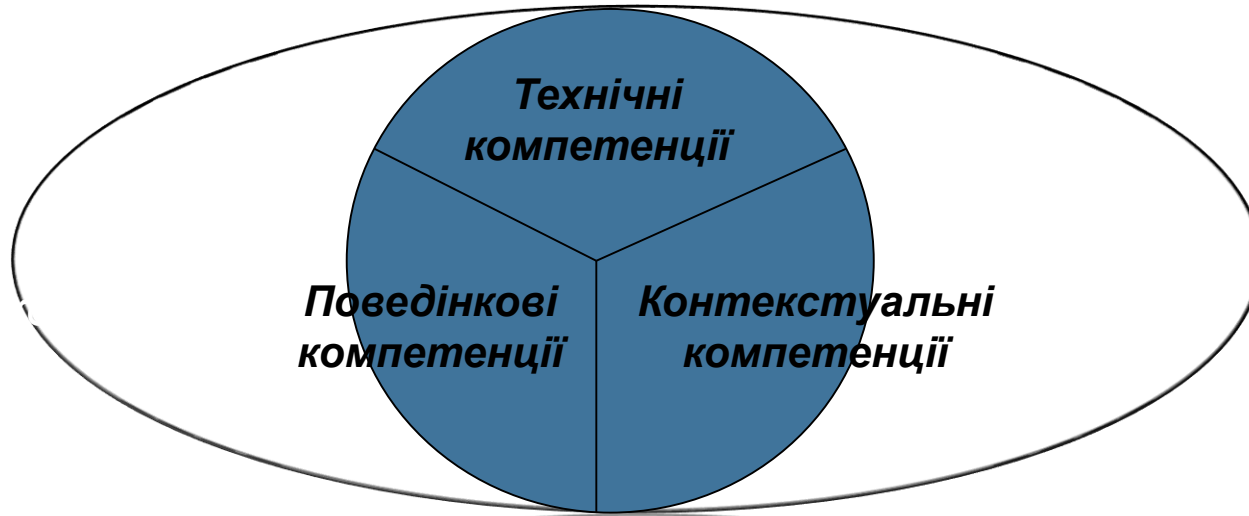 Технічні
компетенції
Поведінкові
компетенції
Контекстуальні
компетенції